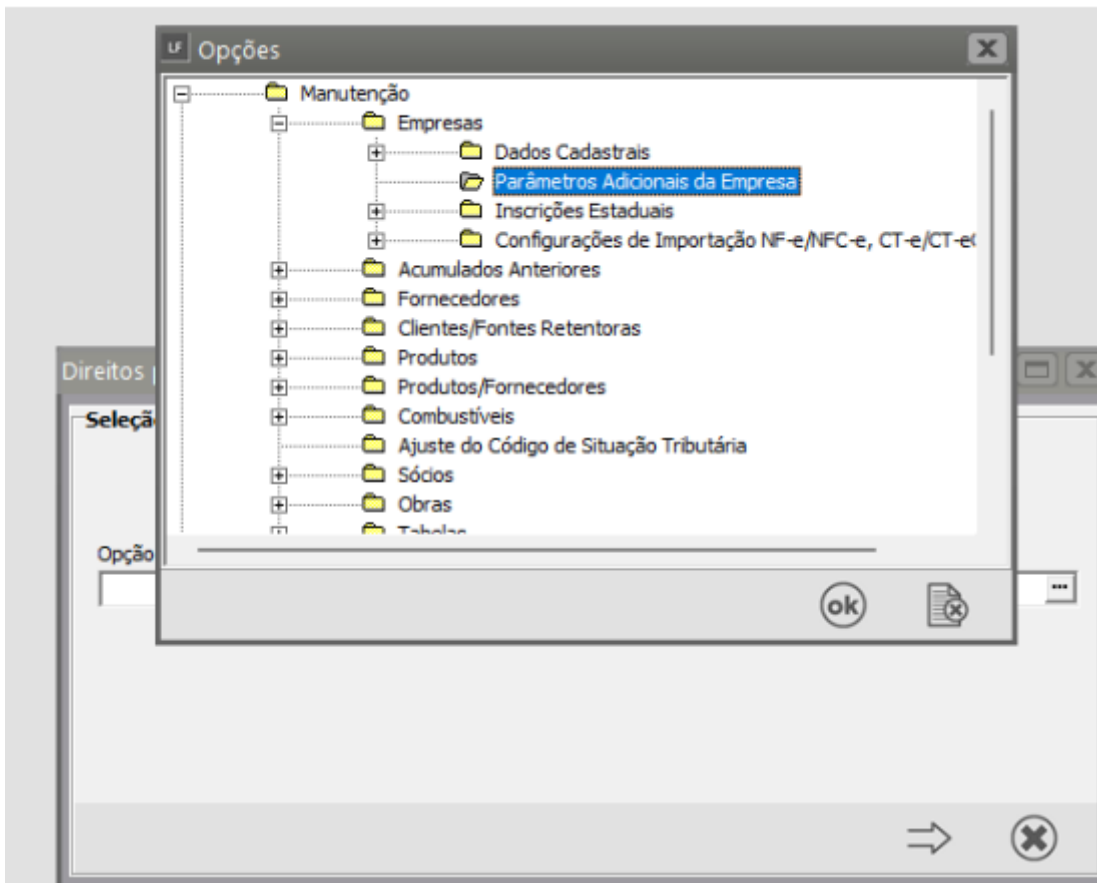 LF Opções
Manutenção
Empresas
Dados Cadastrais
Parâmetros Adicionais da Empresa
Inscrições Estaduais
Configurações de Importação NF-e/NFC-e, CT-e/CT-e
Acumulados Anteriores
Fornecedores
Clientes/Fontes Retentoras
Produtos
Produtos/Fornecedores
Combustíveis
Ajuste do Código de Situação Tributária
Sócios
Obras
Tabelas
Direitos
Seleçã
Opção
...
ok